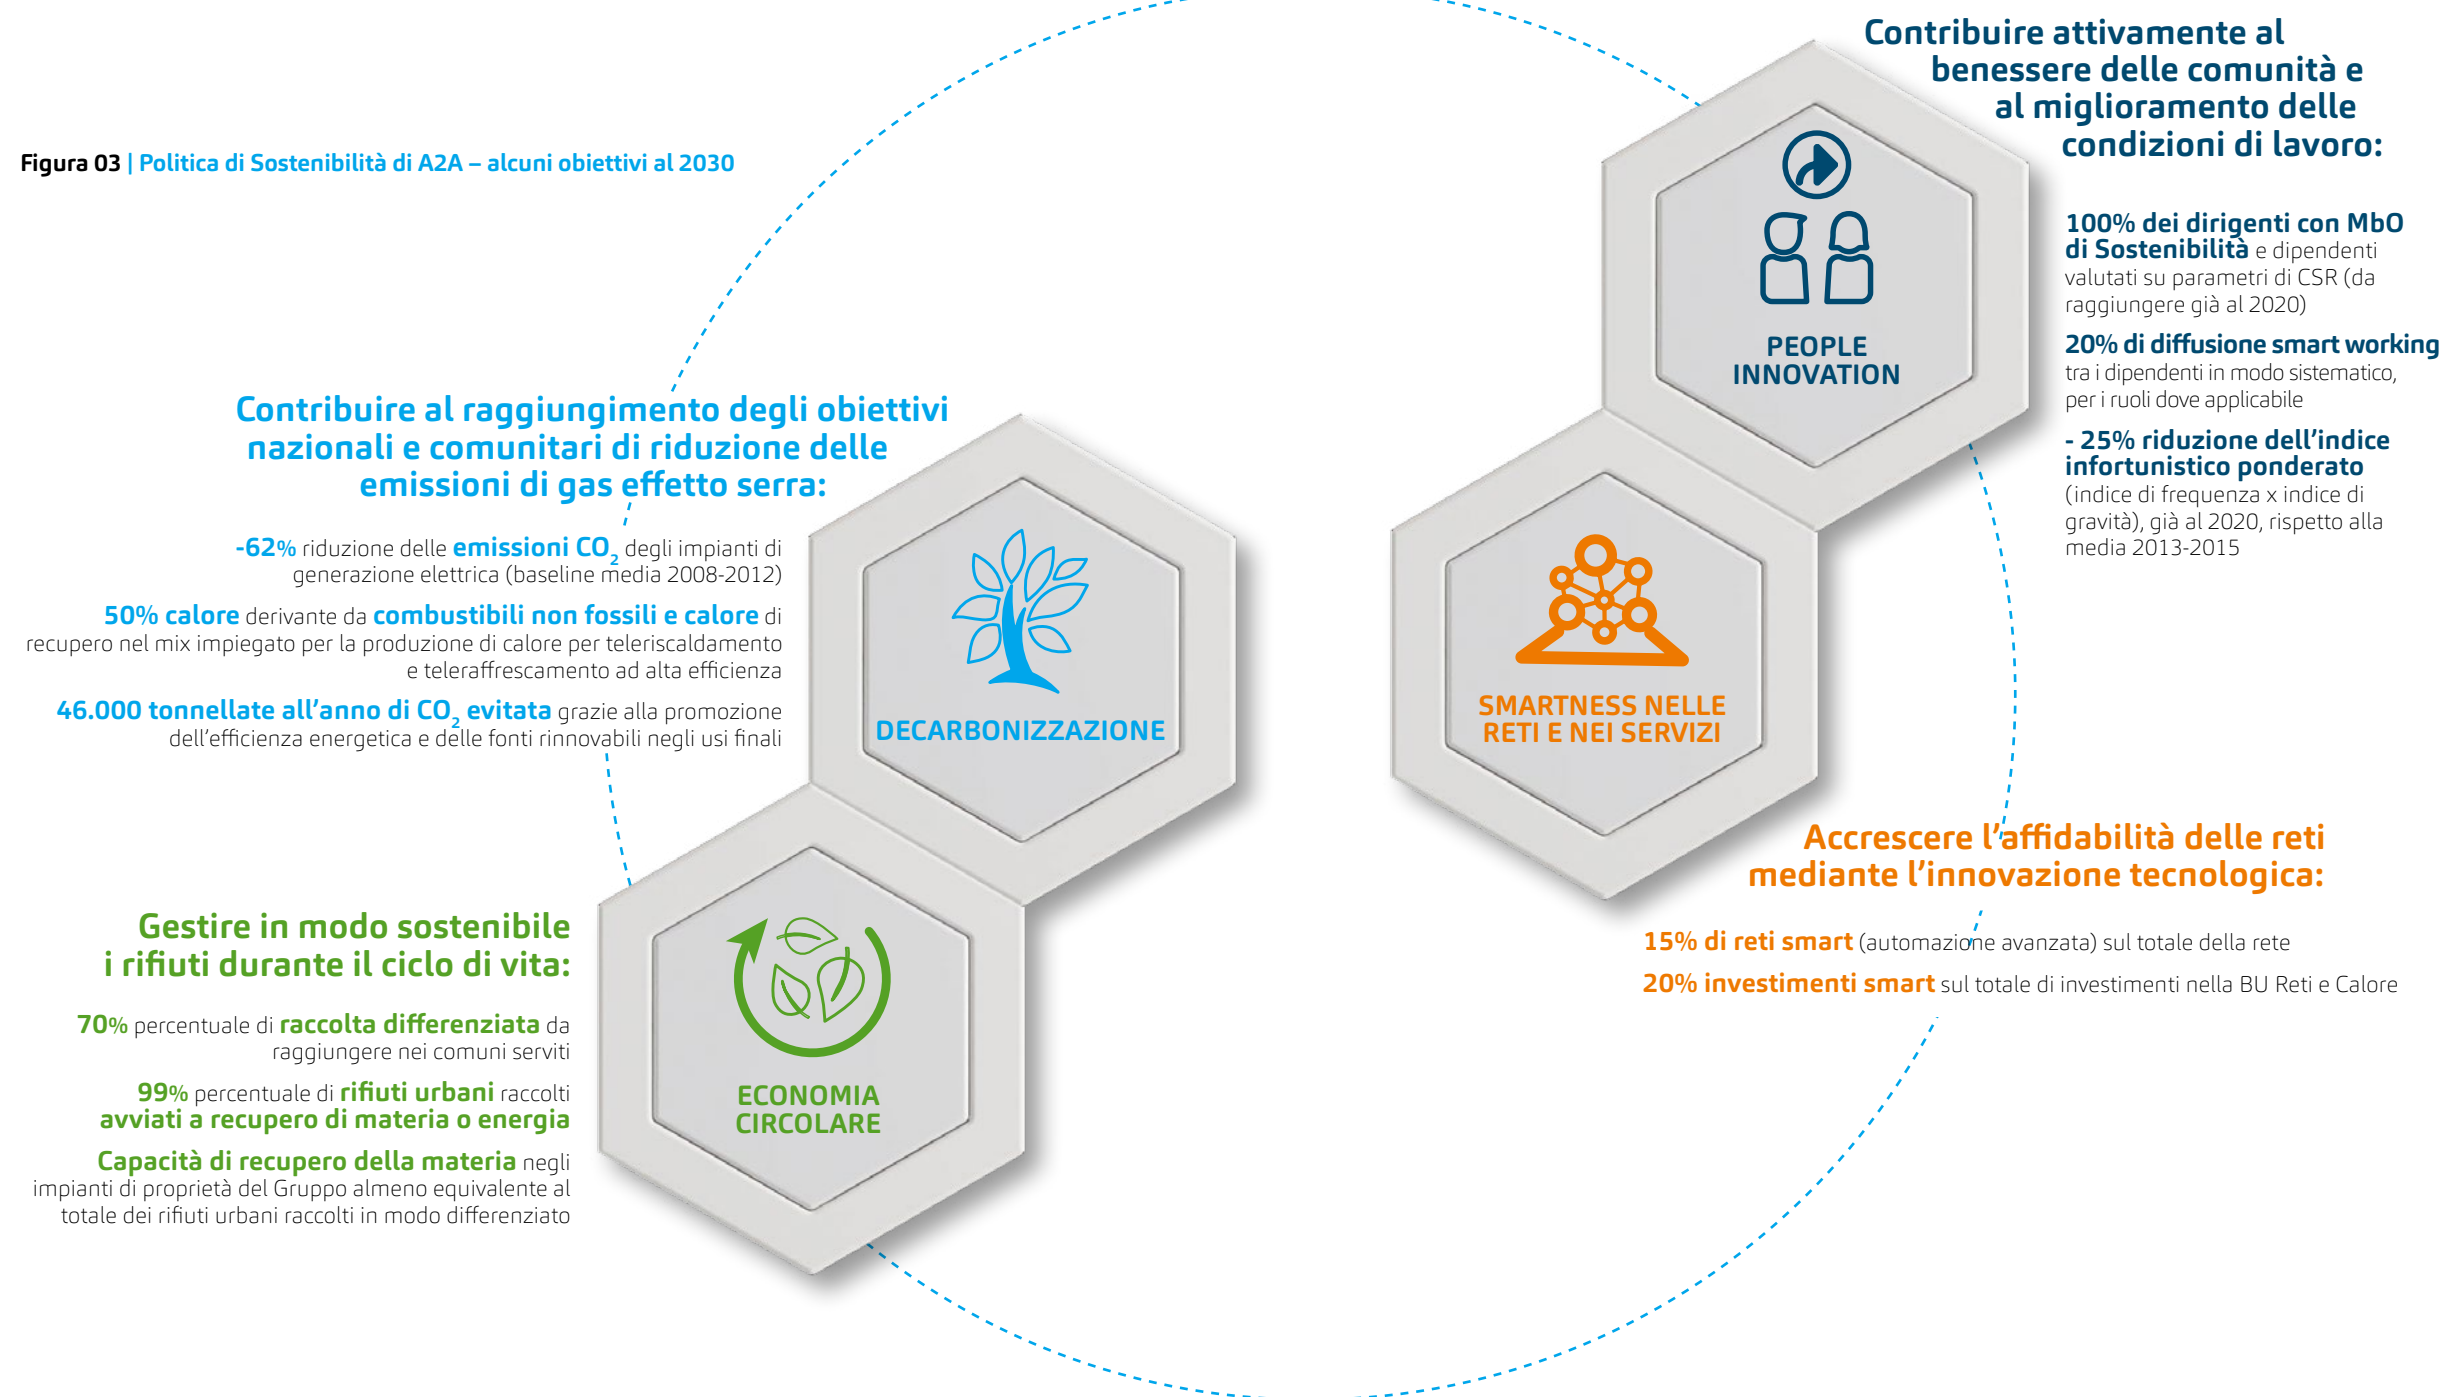 Figura 03 | Politica di Sostenibilità di A2A – alcuni obiettivi al 2030
Contribuire al raggiungimento degli obiettivi
nazionali e comunitari di riduzione delle
emissioni di gas effetto serra:
-62% riduzione delle emissioni CO₂ degli impianti di
generazione elettrica (baseline media 2008-2012)
50% calore derivante da combustibili non fossili e calore di
recupero nel mix impiegato per la produzione di calore per teleriscaldamento
e teleraffrescamento ad alta efficienza
46.000 tonnellate all’anno di CO₂ evitata grazie alla promozione
dell’efficienza energetica e delle fonti rinnovabili negli usi finali
DECARBONIZZAZIONE
Gestire in modo sostenibile
i rifiuti durante il ciclo di vita:
70% percentuale di raccolta differenziata da
raggiungere nei comuni serviti
99% percentuale di rifiuti urbani raccolti
avviati a recupero di materia o energia
Capacità di recupero della materia negli
impianti di proprietà del Gruppo almeno equivalente al
totale dei rifiuti urbani raccolti in modo differenziato
ECONOMIA
CIRCOLARE
Contribuire attivamente al
benessere delle comunità e
al miglioramento delle
condizioni di lavoro:
PEOPLE
INNOVATION
100% dei dirigenti con MbO
di Sostenibilità e dipendenti
valutati su parametri di CSR (da
raggiungere già al 2020)
20% di diffusione smart working
tra i dipendenti in modo sistematico,
per i ruoli dove applicabile
- 25% riduzione dell’indice
infortunistico ponderato
(indice di frequenza x indice di
gravità), già al 2020, rispetto alla
media 2013-2015
SMARTNESS NELLE
RETI E NEI SERVIZI
Accrescere l’affidabilità delle reti
mediante l’innovazione tecnologica:
15% di reti smart (automazione avanzata) sul totale della rete
20% investimenti smart sul totale di investimenti nella BU Reti e Calore